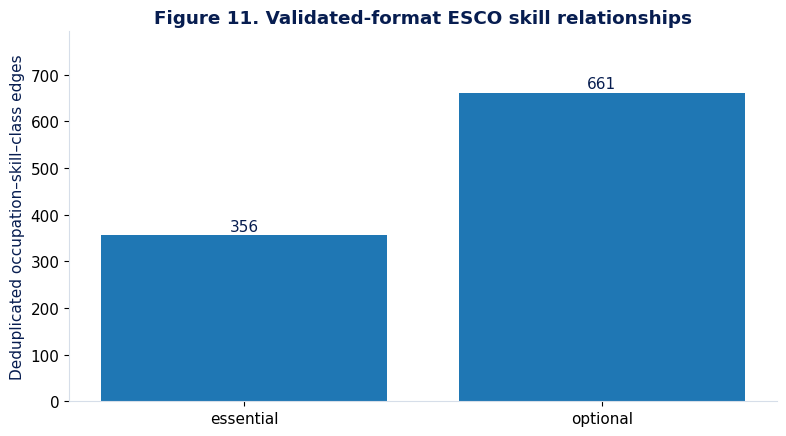 Figure 11. Validated-format ESCO skill relationships
Deduplicated occupation–skill–class edges
700
600
500
400
300
200
100
0
356
661
essential
optional